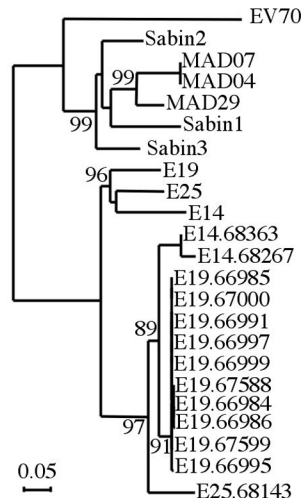 EV70
Sabin2
MAD07
99
MAD04
MAD29
Sabin1
99
Sabin3
96
E19
E25
E14
E14.68363
E14.68267
E19.66985
E19.67000
E19.66991
89
E19.66997
E19.66999
E19.67588
E19.66984
E19.66986
97
91
E19.67599
E19.66995
0.05
E25.68143